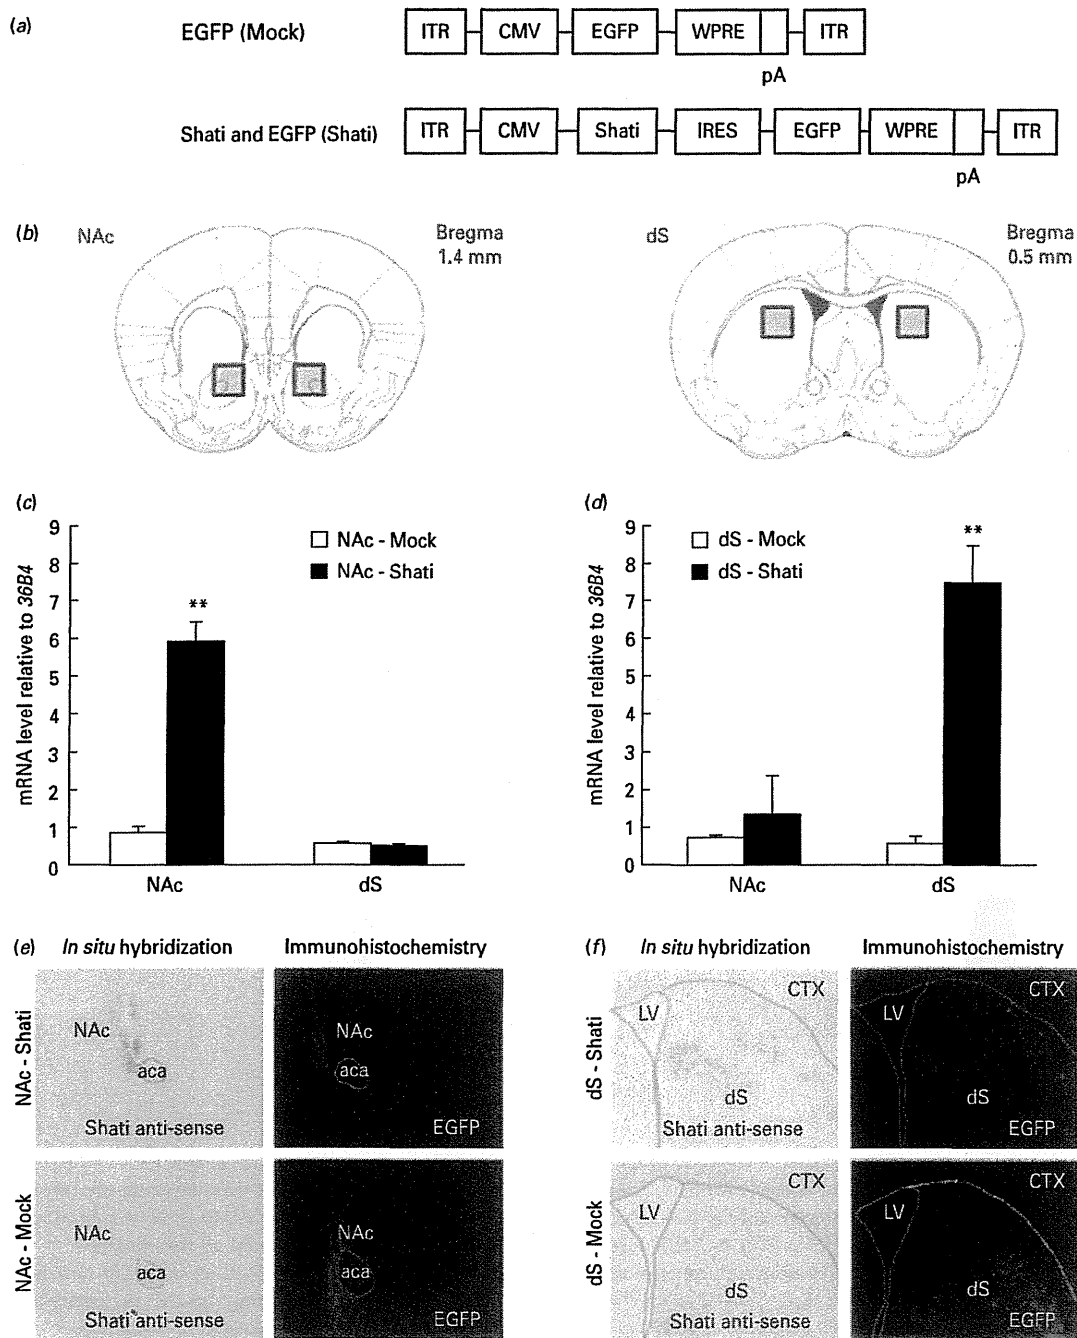 (a)
EGFP (Mock)
ITR CMV EGFP WPRE ITR
pA
Shati and EGFP (Shati)
ITR CMV Shati IRES EGFP WPRE ITR
pA
(b)
NAc
Bregma
1.4 mm
dS
Bregma
0.5 mm
(c)
mRNA level relative to 36B4
9
8
7
6
5
4
3
2
1
0
NAc - Mock
NAc - Shati
**
NAc dS
(d)
mRNA level relative to 36B4
9
8
7
6
5
4
3
2
1
0
dS - Mock
dS - Shati
**
NAc dS
(e)
In situ hybridization
Immunohistochemistry
NAc - Shati
NAc
aca
Shati anti-sense
NAc
aca
EGFP
NAc - Mock
NAc
aca
Shati anti-sense
NAc
aca
EGFP
(f)
In situ hybridization
Immunohistochemistry
dS - Shati
CTX
LV
dS
Shati anti-sense
CTX
LV
dS
EGFP
dS - Mock
CTX
LV
dS
Shati anti-sense
CTX
LV
dS
EGFP